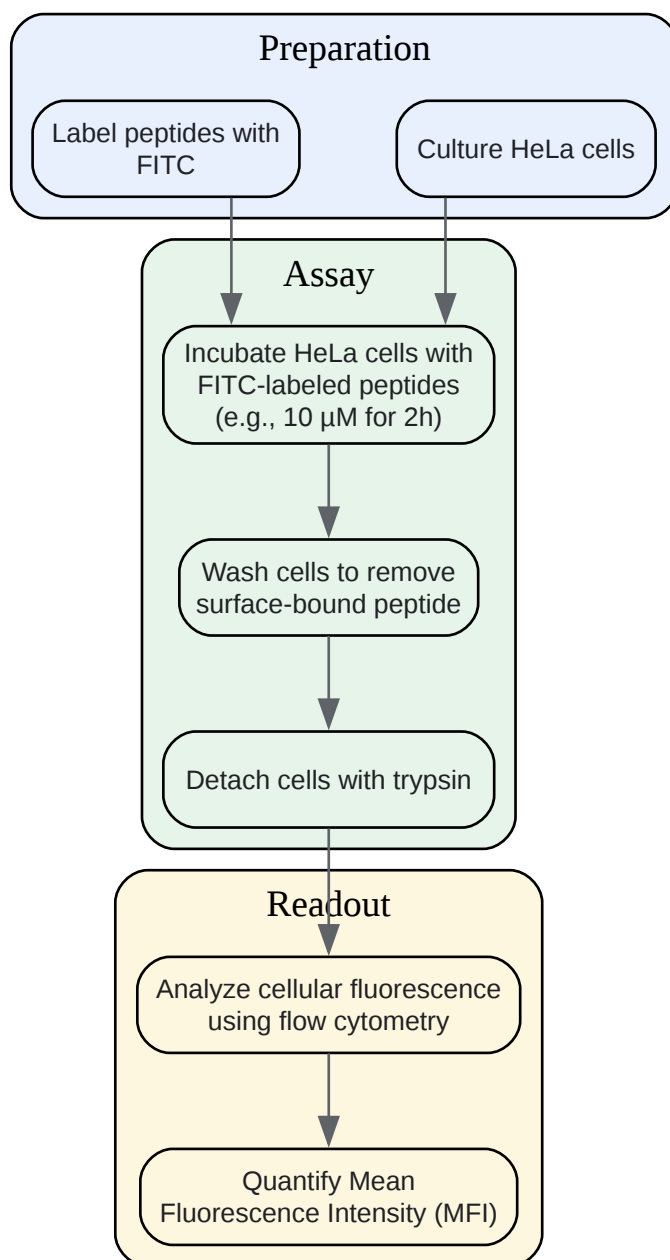 Preparation
Label peptides with
FITC
Culture HeLa cells
Assay
Incubate HeLa cells with
FITC-labeled peptides
(e.g., 10 µM for 2h)
Wash cells to remove
surface-bound peptide
Detach cells with trypsin
Readout
Analyze cellular fluorescence
using flow cytometry
Quantify Mean
Fluorescence Intensity (MFI)